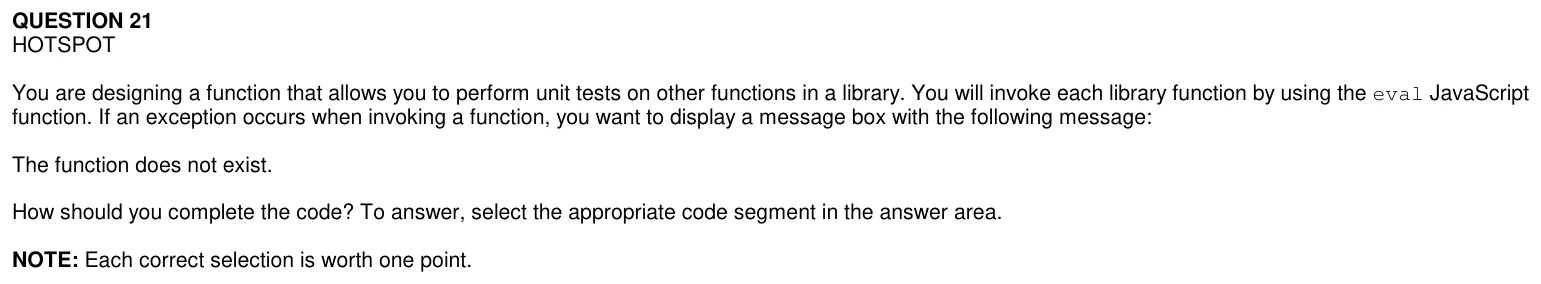 QUESTION 21
HOTSPOT
You are designing a function that allows you to perform unit tests on other functions in a library. You will invoke each library function by using the eval JavaScript
function. If an exception occurs when invoking a function, you want to display a message box with the following message:
The function does not exist.
How should you complete the code? To answer, select the appropriate code segment in the answer area.
NOTE: Each correct selection is worth one point.